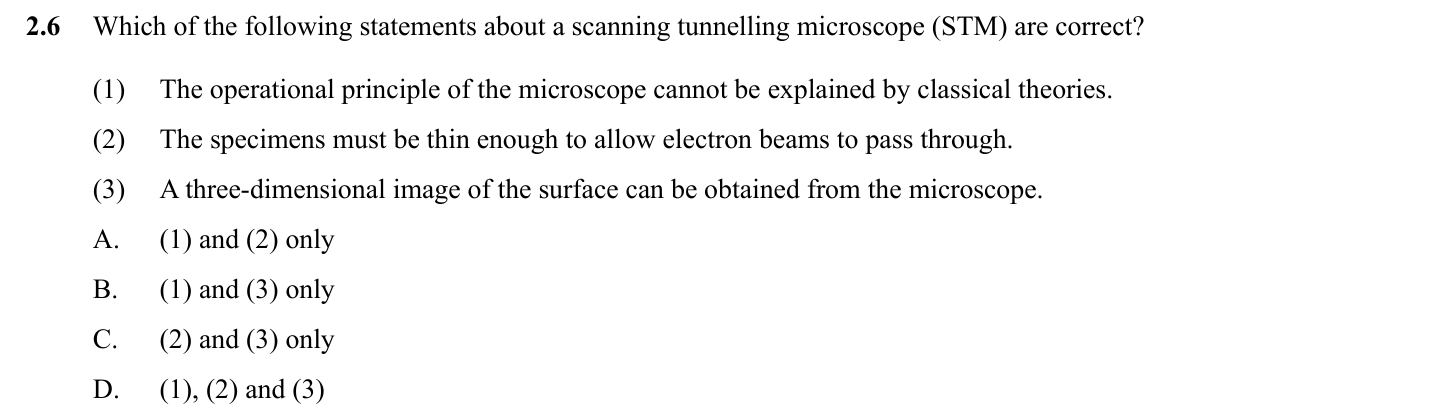 2.6 Which of the following statements about a scanning tunnelling microscope (STM) are correct?
(1) The operational principle of the microscope cannot be explained by classical theories.
(2) The specimens must be thin enough to allow electron beams to pass through.
(3) A three-dimensional image of the surface can be obtained from the microscope.
A. (1) and (2) only
B. (1) and (3) only
C. (2) and (3) only
D. (1), (2) and (3)